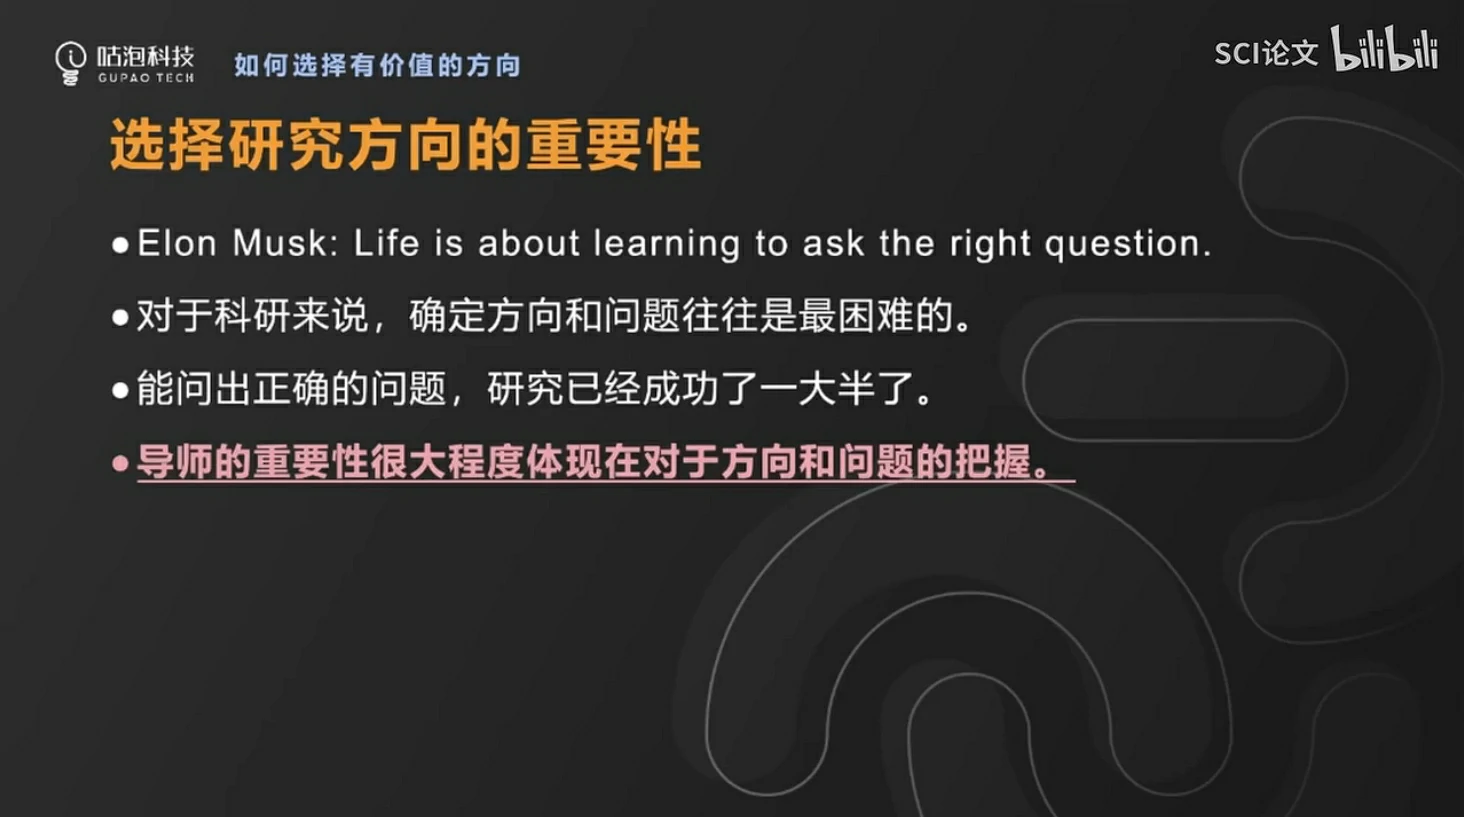 咕泡科技
GUPAO TECH
如何选择有价值的方向
SCI论文 bilibili
选择研究方向的重要性
●Elon Musk: Life is about learning to ask the right question.
●对于科研来说，确定方向和问题往往是最困难的。
●能问出正确的问题，研究已经成功了一大半了。
●导师的重要性很大程度体现在对于方向和问题的把握。